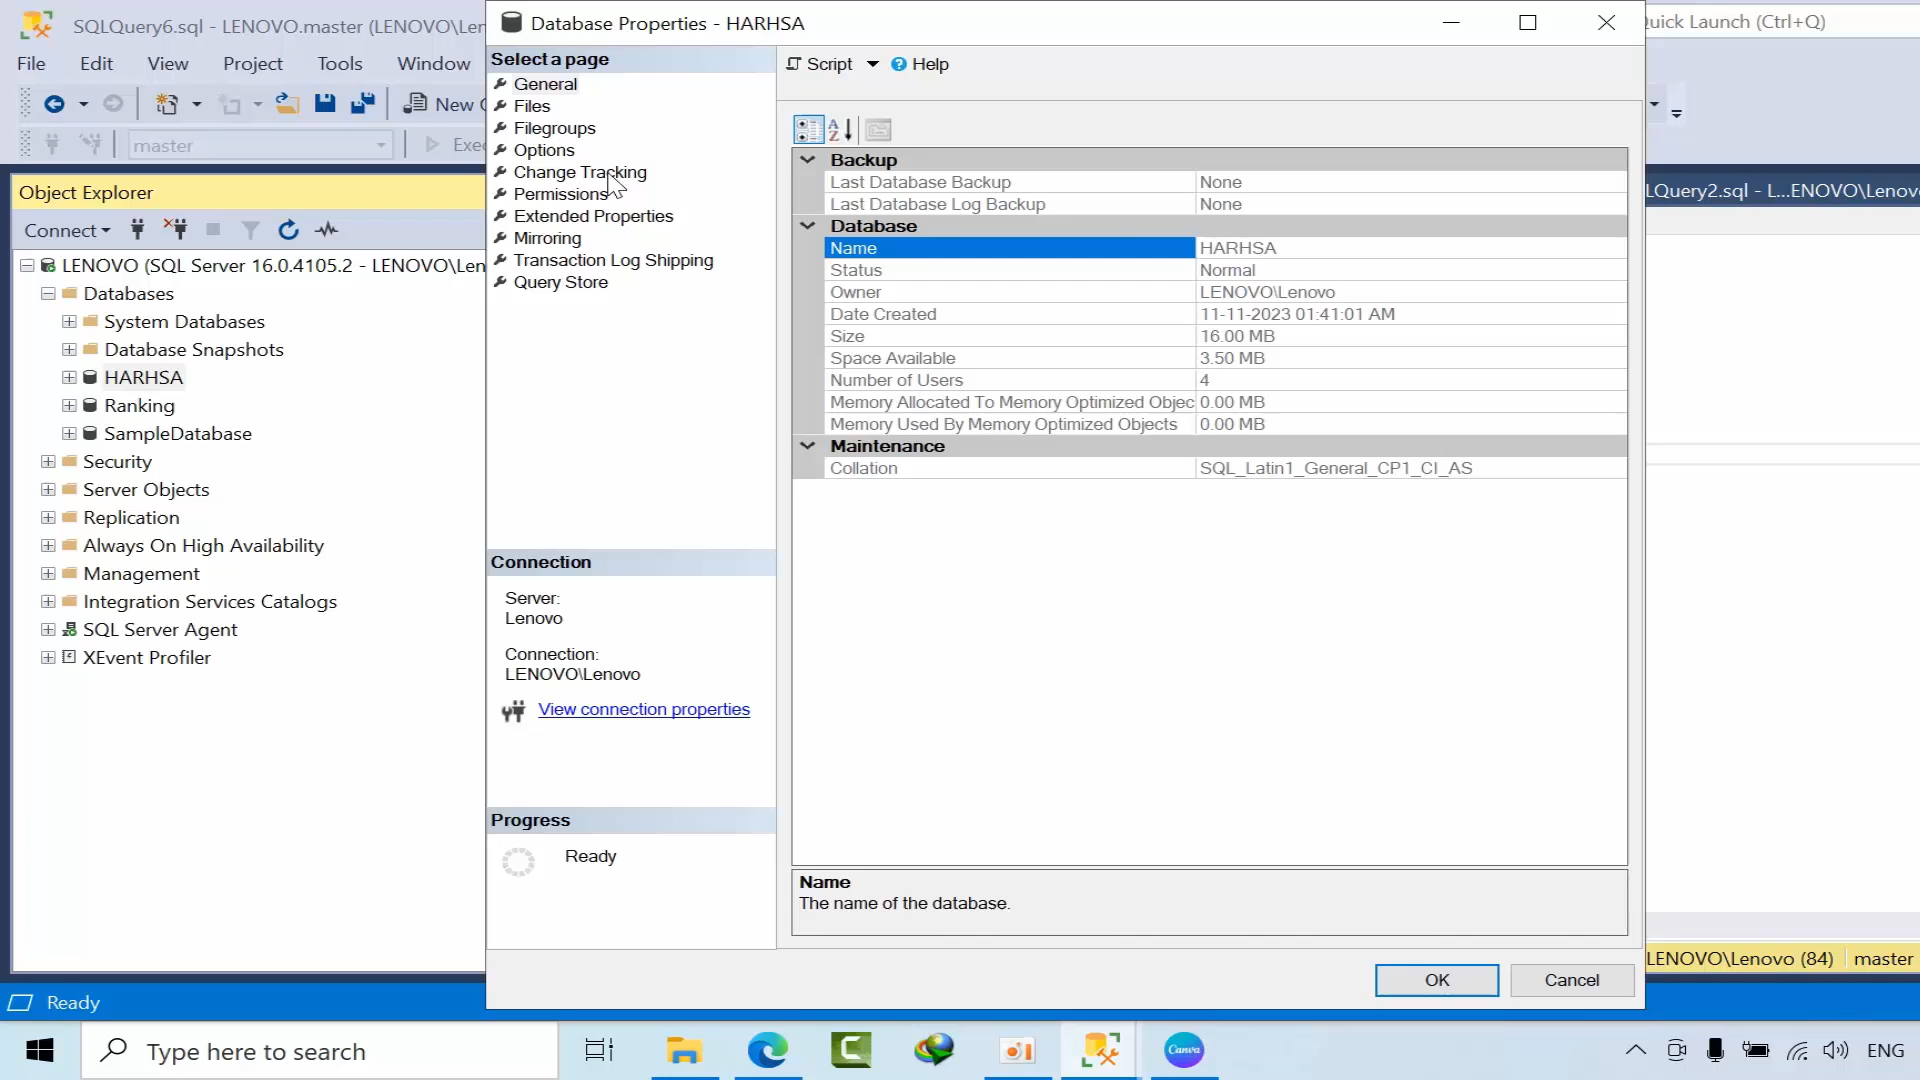 SQLQuery6.sql - LENOVO.master (LENOVO\Len
Database Properties - HARHSA
uick Launch (Ctrl+Q)
File Edit View Project Tools Window
New
master
Exe
Object Explorer
Connect
LENOVO (SQL Server 16.0.4105.2 - LENOVO\Len
Databases
System Databases
Database Snapshots
HARHSA
Ranking
SampleDatabase
Security
Server Objects
Replication
Always On High Availability
Management
Integration Services Catalogs
SQL Server Agent
XEvent Profiler
Select a page
General
Files
Filegroups
Options
Change Tracking
Permissions
Extended Properties
Mirroring
Transaction Log Shipping
Query Store
Connection
Server:
Lenovo
Connection:
LENOVO\Lenovo
View connection properties
Progress
Ready
Script Help
Backup
Last Database Backup None
Last Database Log Backup None
Database
Name HARHSA
Status Normal
Owner LENOVO\Lenovo
Date Created 11-11-2023 01:41:01 AM
Size 16.00 MB
Space Available 3.50 MB
Number of Users 4
Memory Allocated To Memory Optimized Objec 0.00 MB
Memory Used By Memory Optimized Objects 0.00 MB
Maintenance
Collation SQL_Latin1_General_CP1_CI_AS
Name
The name of the database.
OK Cancel
LQuery2.sql - L...ENOVO\Lenov
LENOVO\Lenovo (84) master
Ready
Type here to search
Canva
ENG